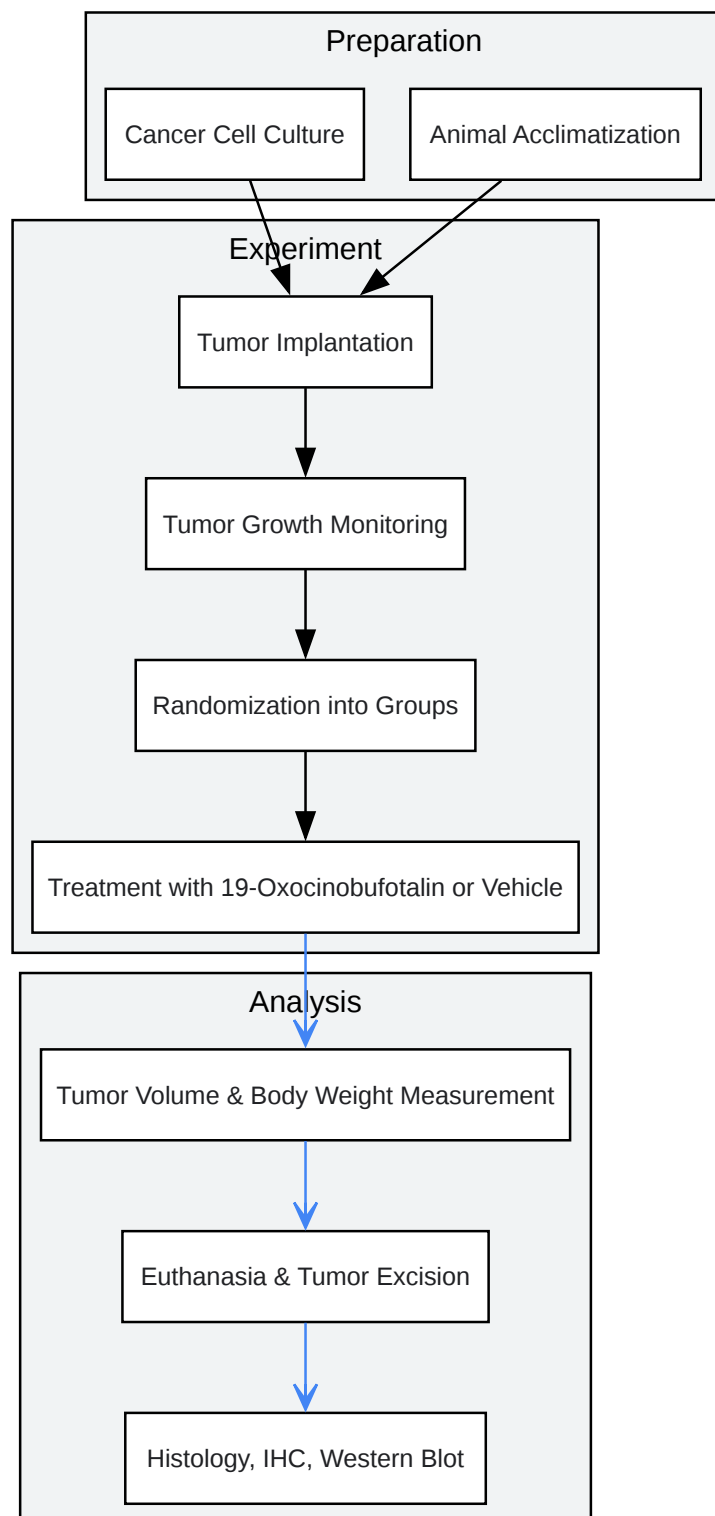 Preparation
Cancer Cell Culture
Animal Acclimatization
Experiment
Tumor Implantation
Tumor Growth Monitoring
Randomization into Groups
Treatment with 19-Oxocinobufotalin or Vehicle
Analysis
Tumor Volume & Body Weight Measurement
Euthanasia & Tumor Excision
Histology, IHC, Western Blot